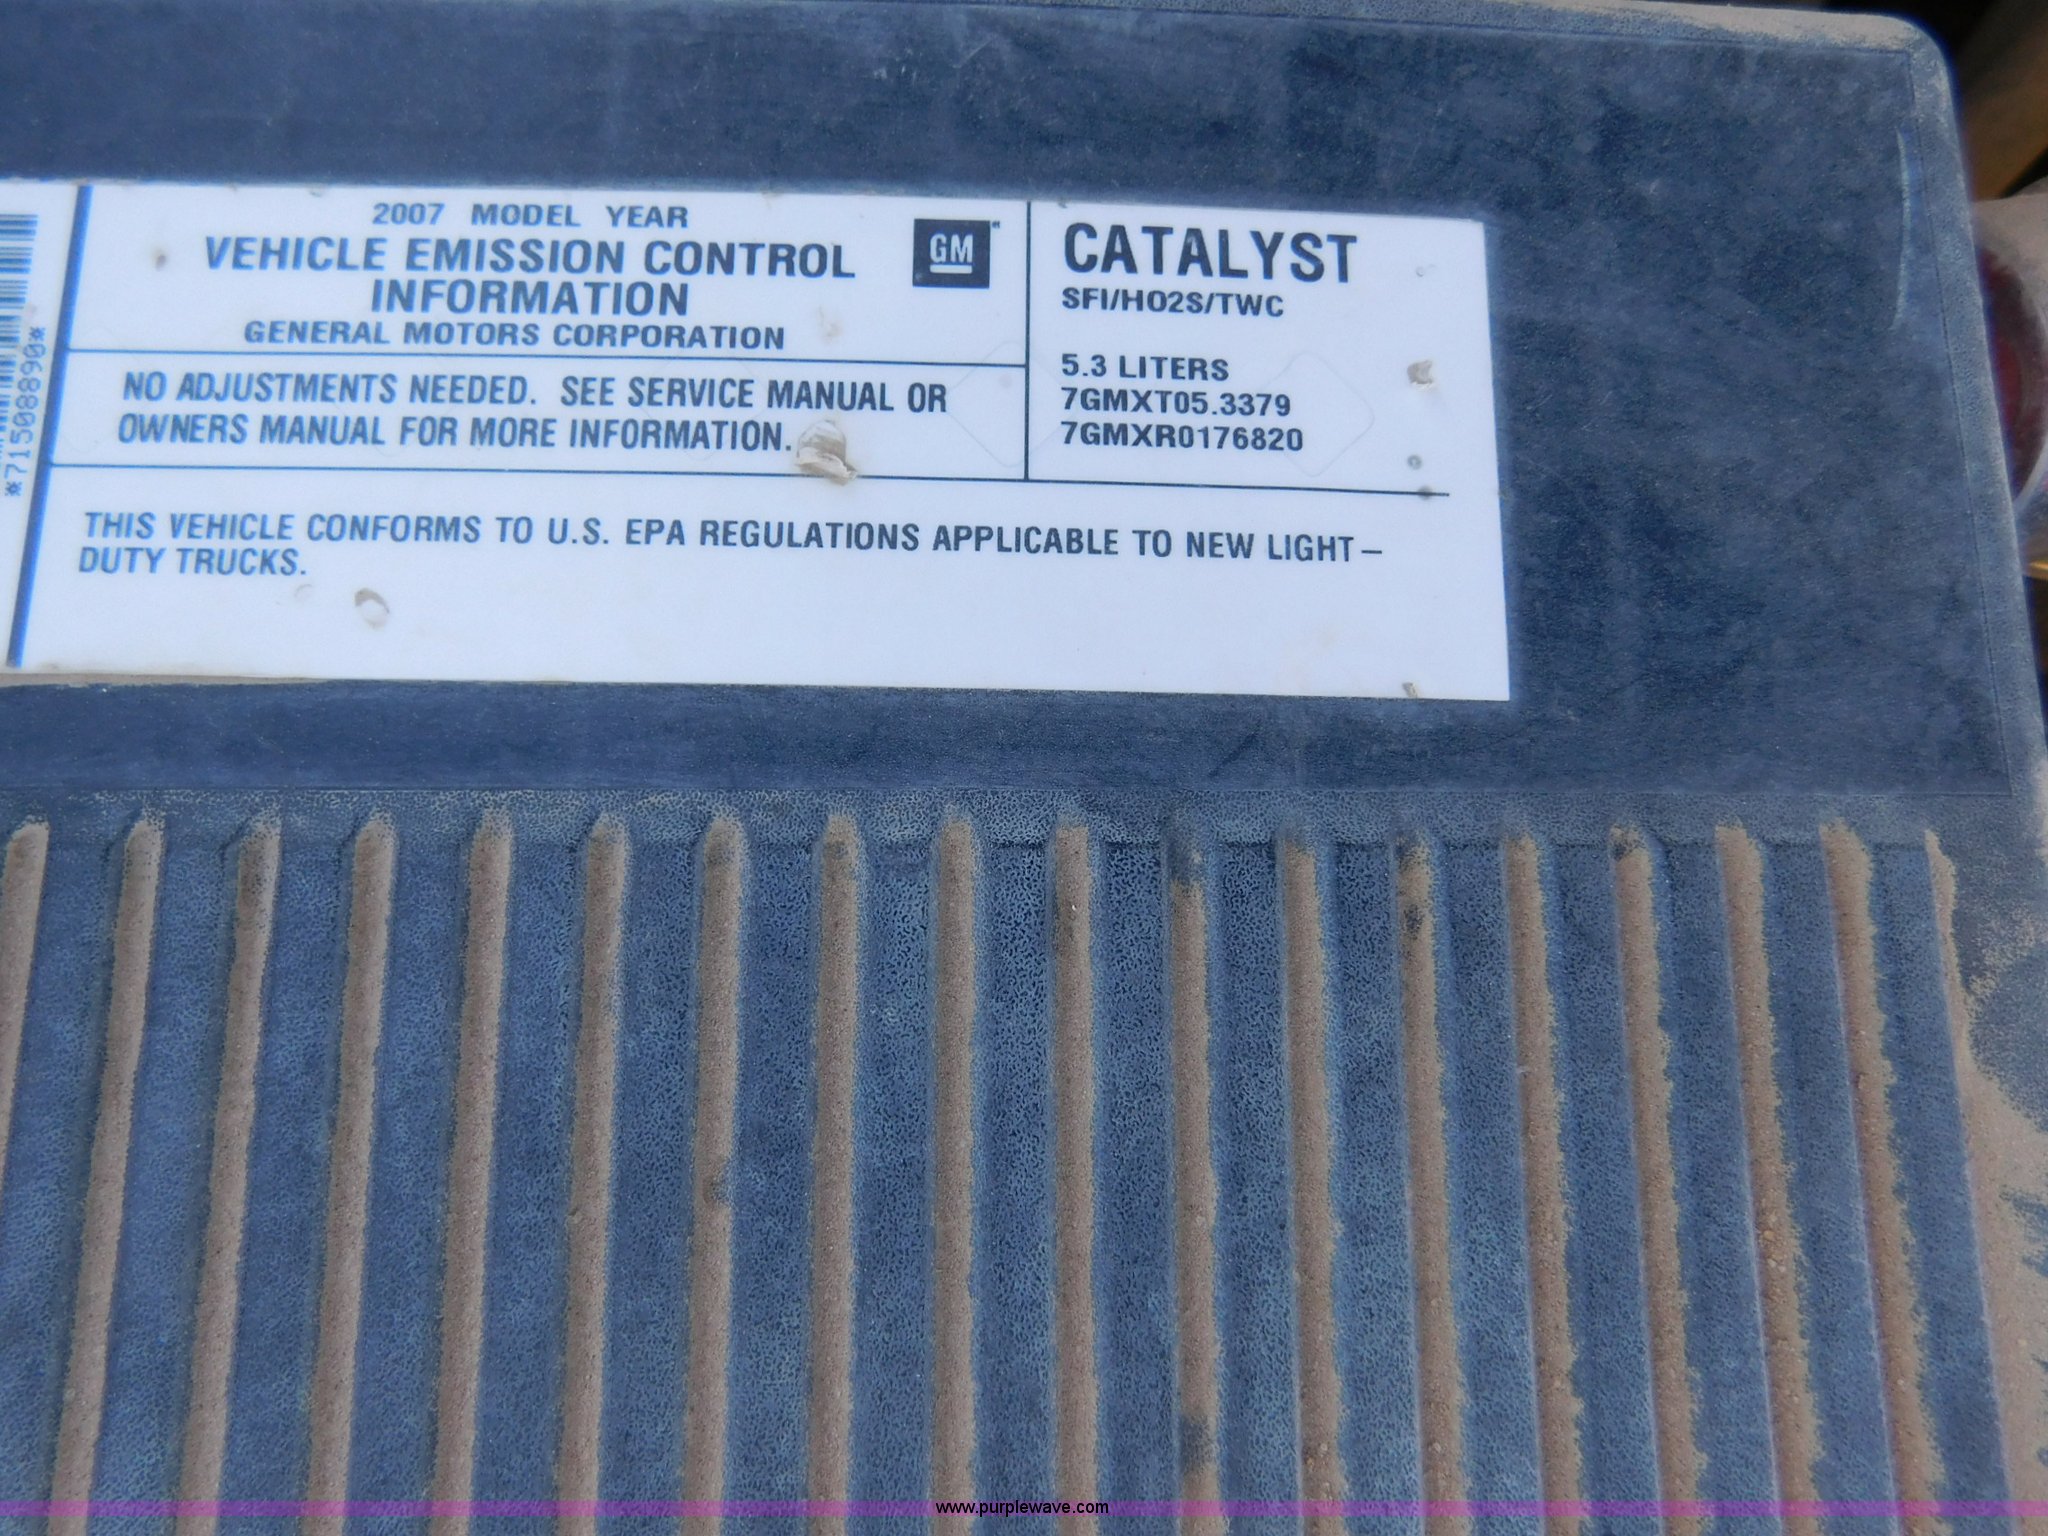 2007 MODEL YEAR
VEHICLE EMISSION CONTROL
INFORMATION
GENERAL MOTORS CORPORATION
GM
NO ADJUSTMENTS NEEDED. SEE SERVICE MANUAL OR
OWNERS MANUAL FOR MORE INFORMATION.
CATALYST
SFI/HO2S/TWC
5.3 LITERS
7GMXT05.3379
7GMXR0176820
THIS VEHICLE CONFORMS TO U.S. EPA REGULATIONS APPLICABLE TO NEW LIGHT-
DUTY TRUCKS.
*71508890*
www.purplewave.com